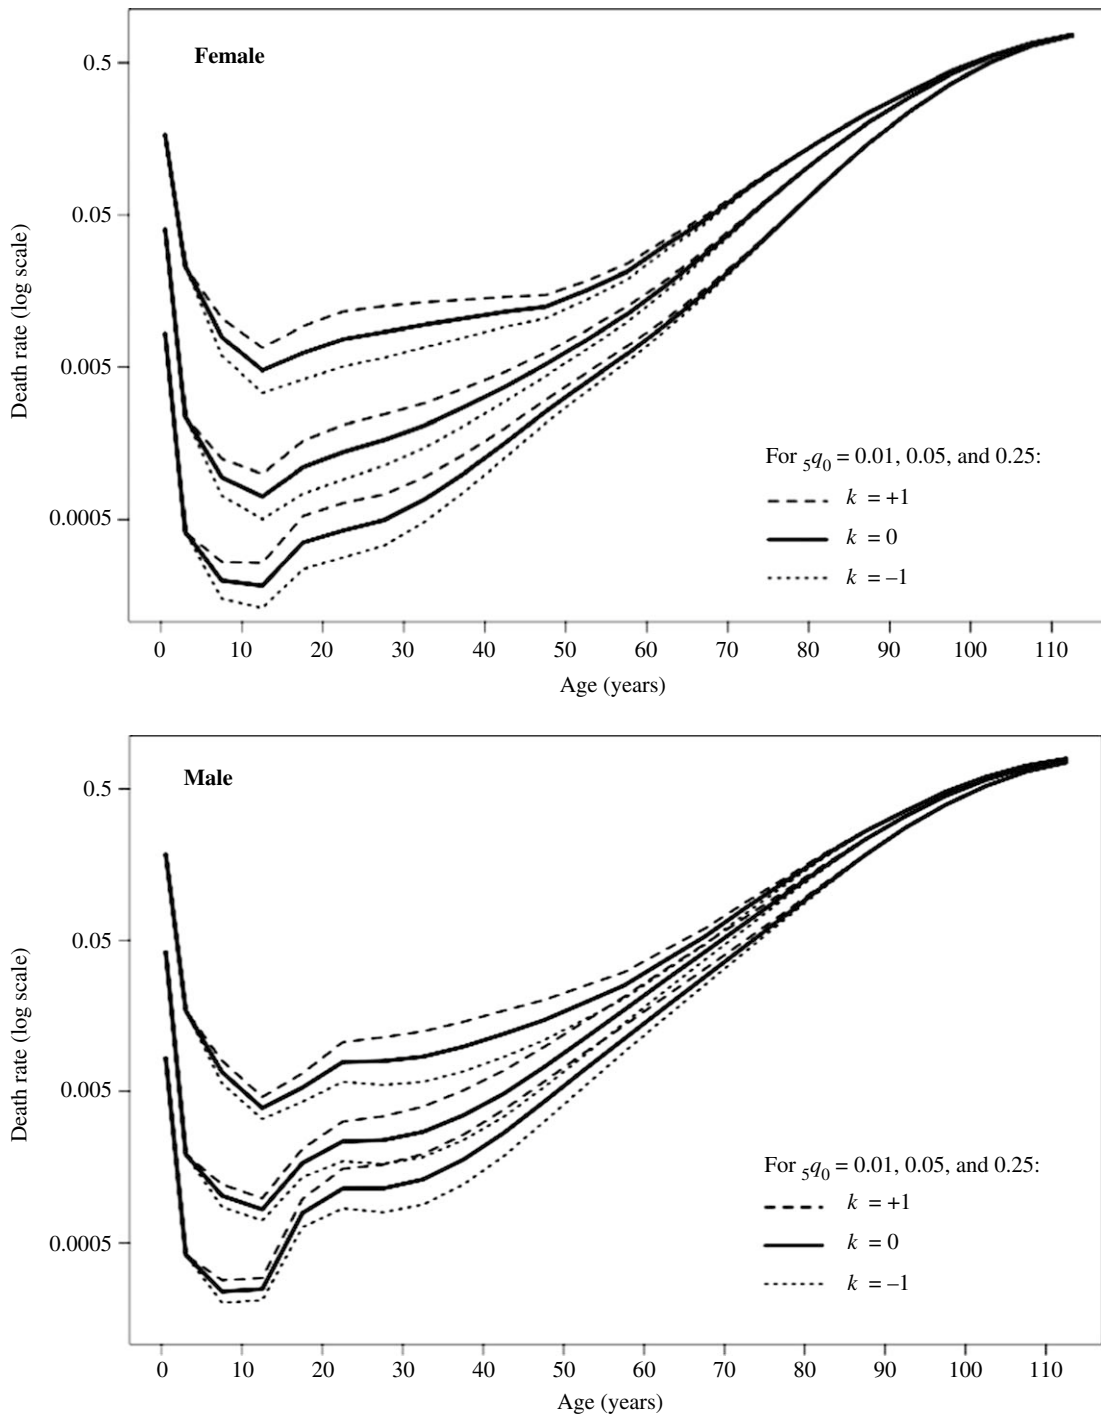 Female
0.5
0.05
0.005
0.0005
Death rate (log scale)
For ₅q₀ = 0.01, 0.05, and 0.25:
k = +1
k = 0
k = –1
0 10 20 30 40 50 60 70 80 90 100 110
Age (years)
Male
0.5
0.05
0.005
0.0005
Death rate (log scale)
For ₅q₀ = 0.01, 0.05, and 0.25:
k = +1
k = 0
k = –1
0 10 20 30 40 50 60 70 80 90 100 110
Age (years)